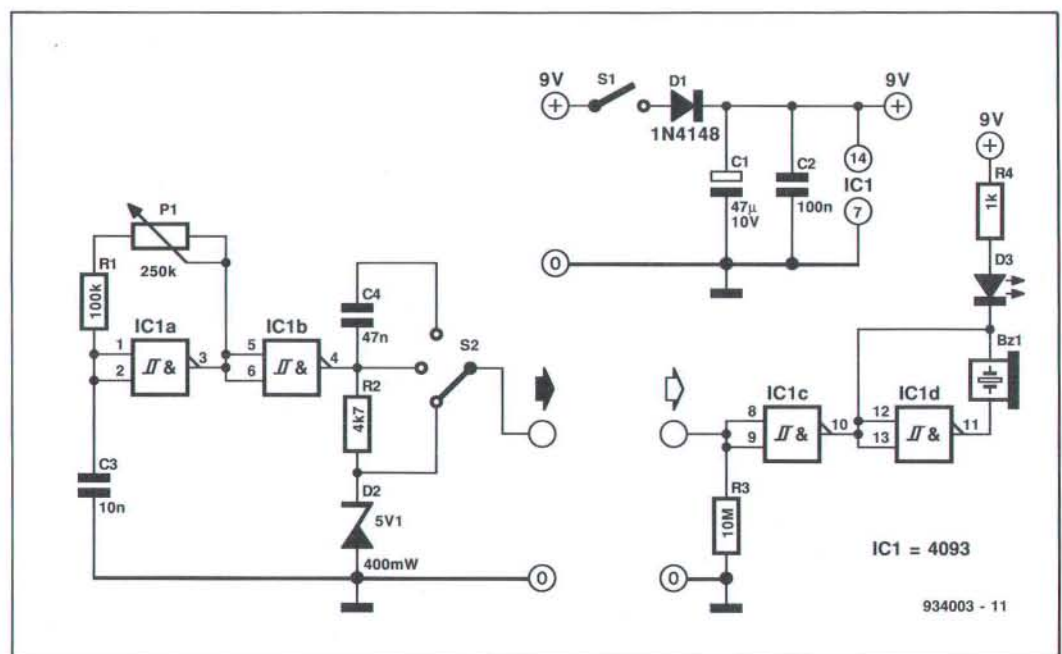 9V
S1
D1
9V
1N4148
C1
47µ
10V
C2
100n
14
IC1
7
0
9V
R4
1k
D3
Bz1
P1
250k
R1
100k
IC1a
1
2
3
&
IC1b
5
6
4
&
C4
47n
S2
R2
4k7
D2
5V1
400mW
C3
10n
0
IC1c
8
9
10
&
IC1d
12
13
11
&
R3
10M
0
IC1 = 4093
934003 - 11